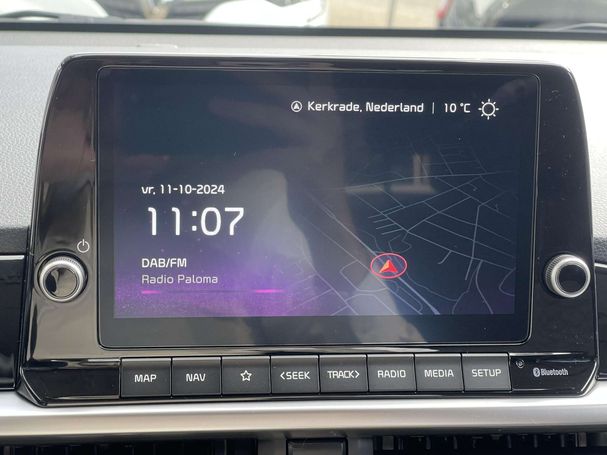 Kerkrade, Nederland | 10 °C
vr, 11-10-2024
11:07
DAB/FM
Radio Paloma
MAP NAV <SEEK TRACK> RADIO MEDIA SETUP
Bluetooth